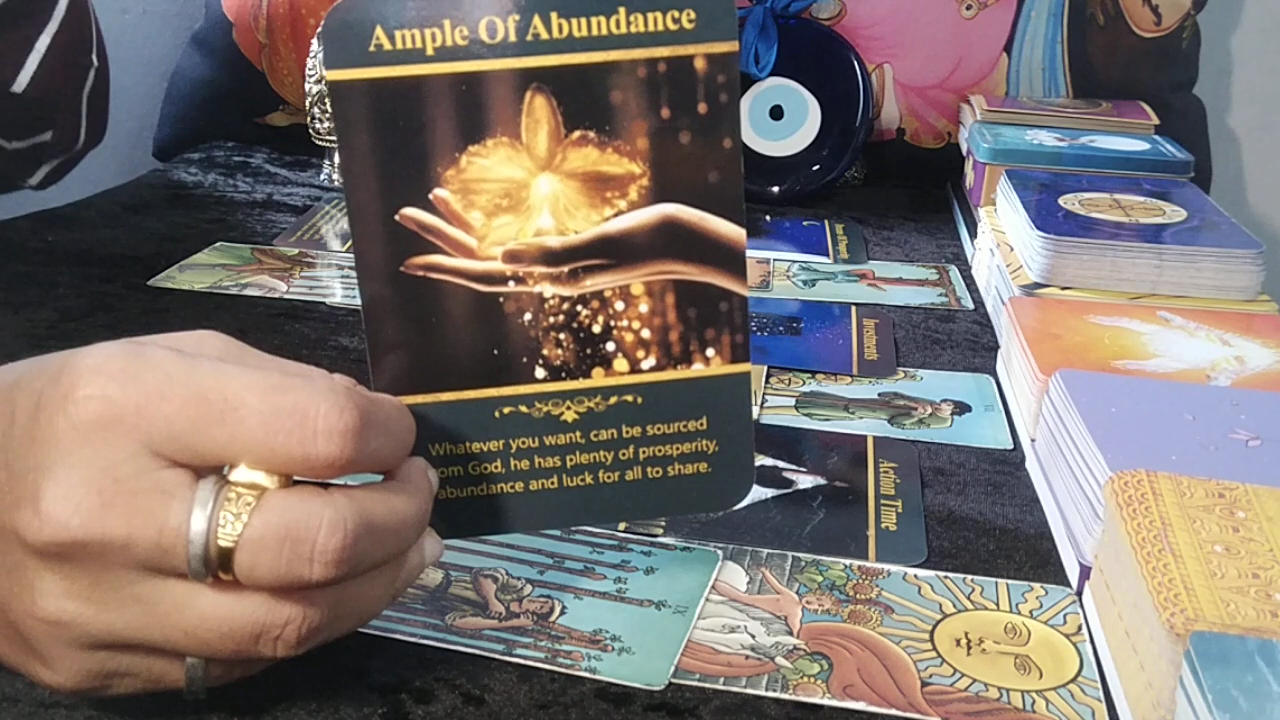 Ample Of Abundance
Whatever you want, can be sourced
om God, he has plenty of prosperity,
abundance and luck for all to share.
Investments
Action Time
IX